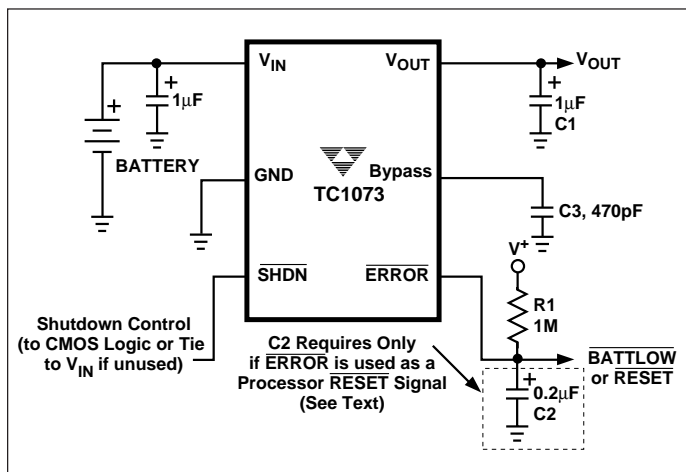 V_IN
V_OUT
V_OUT
+
1μF
+
1μF
C1
+
BATTERY
GND
Bypass
TC1073
C3, 470pF
V+
SHDN
ERROR
R1
1M
Shutdown Control
(to CMOS Logic or Tie
to V_IN if unused)
C2 Requires Only
if ERROR is used as a
Processor RESET Signal
(See Text)
BATTLOW
or RESET
+
0.2μF
C2